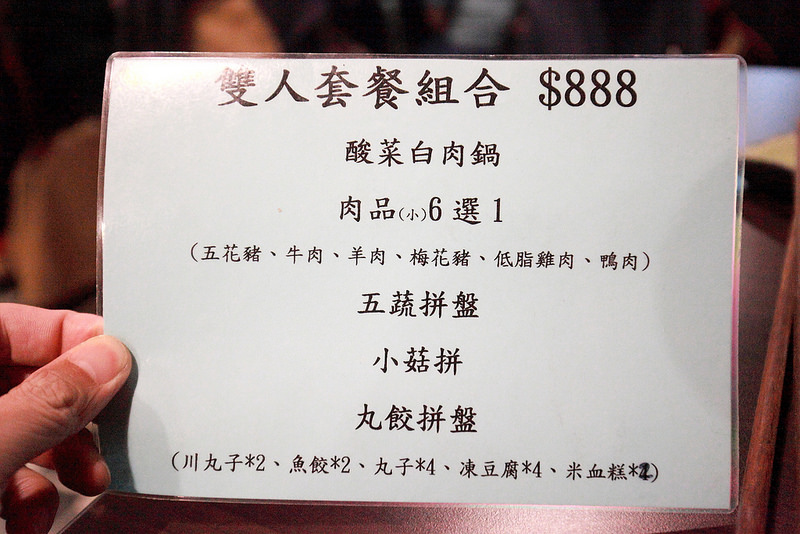 雙人套餐組合 $888
酸菜白肉鍋
肉品(小)6選1
(五花豬、牛肉、羊肉、梅花豬、低脂雞肉、鴨肉)
五蔬拼盤
小菇拼
丸餃拼盤
(川丸子*2、魚餃*2、丸子*4、凍豆腐*4、米血糕*)